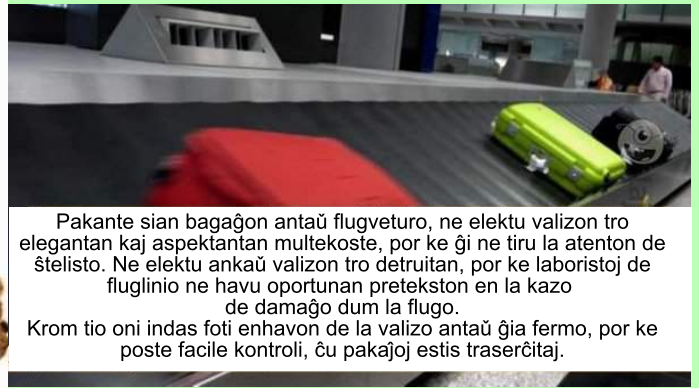 Pakante sian bagaĝon antaŭ flugveturo, ne elektu valizon tro
elegantan kaj aspektantan multekoste, por ke ĝi ne tiru la atenton de
ŝtelisto. Ne elektu ankaŭ valizon tro detruitan, por ke laboristoj de
fluglinio ne havu oportunan pretekston en la kazo
de damaĝo dum la flugo.
Krom tio oni indas foti enhavon de la valizo antaŭ ĝia fermo, por ke
poste facile kontroli, ĉu pakaĵoj estis traserĉitaj.